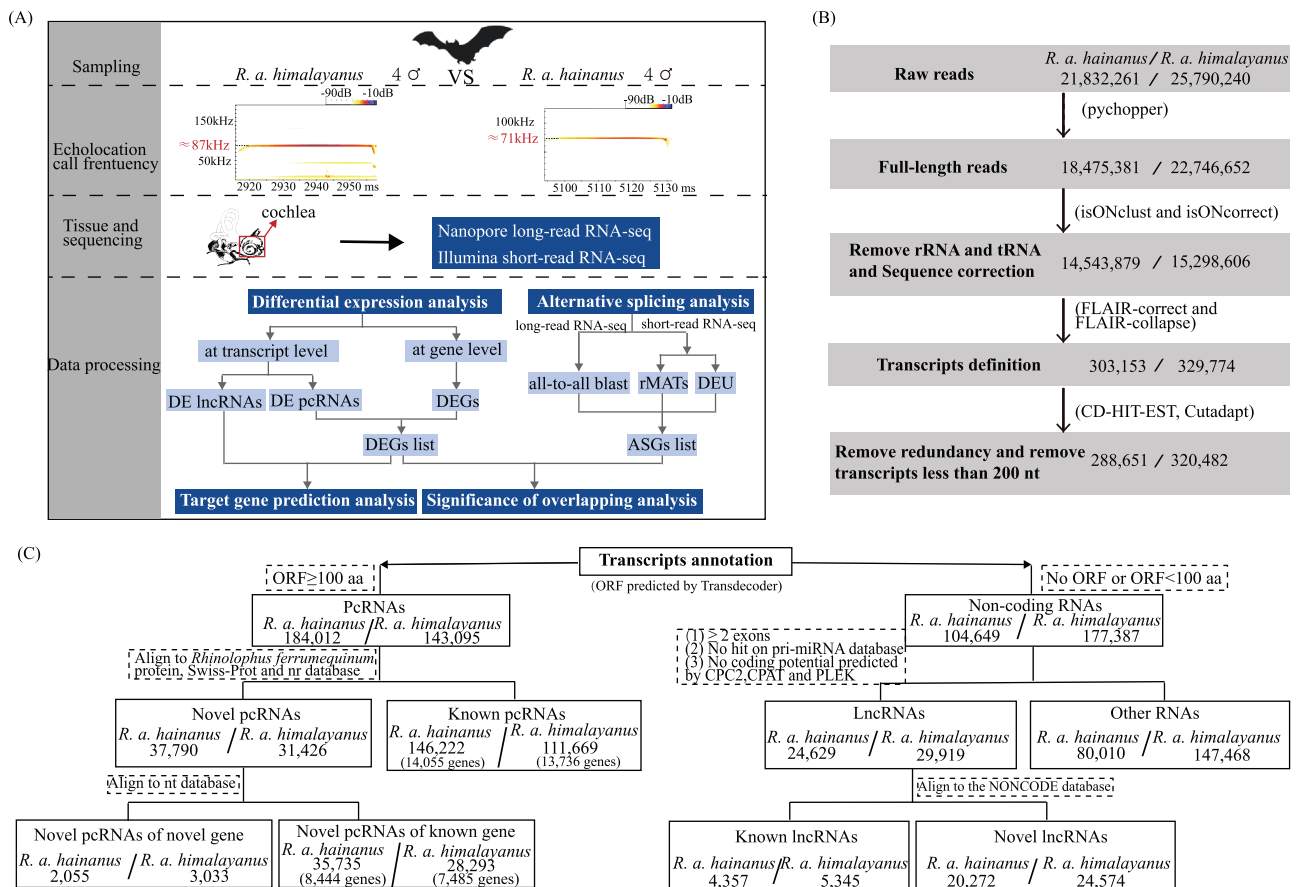 (A)
Sampling
R. a. himalayanus 4 ♂
VS
R. a. hainanus 4 ♂
Echolocation
call frentuency
-90dB -10dB
150kHz
≈87kHz
50kHz
2920 2930 2940 2950 ms
-90dB -10dB
100kHz
≈71kHz
5100 5110 5120 5130
ms
Tissue and
sequencing
cochlea
Nanopore long-read RNA-seq
Illumina short-read RNA-seq
Data processing
Differential expression analysis
Alternative splicing analysis
long-read RNA-seq
short-read RNA-seq
at transcript level
at gene level
all-to-all blast
rMATs
DEU
DE lncRNAs
DE pcRNAs
DEGs
DEGs list
ASGs list
Target gene prediction analysis
Significance of overlapping analysis
(B)
R. a. hainanus / R. a. himalayanus
Raw reads
21,832,261 / 25,790,240
(pychopper)
Full-length reads
18,475,381 / 22,746,652
(isONclust and isONcorrect)
Remove rRNA and tRNA
and Sequence correction
14,543,879 / 15,298,606
(FLAIR-correct and
FLAIR-collapse)
Transcripts definition
303,153 / 329,774
(CD-HIT-EST, Cutadapt)
Remove redundancy and remove
transcripts less than 200 nt
288,651 / 320,482
(C)
Transcripts annotation
(ORF predicted by Transdecoder)
ORF≥100 aa
No ORF or ORF<100 aa
PcRNAs
R. a. hainanus / R. a. himalayanus
184,012 143,095
Non-coding RNAs
R. a. hainanus / R. a. himalayanus
104,649 177,387
Align to Rhinolophus ferrumequinum
protein, Swiss-Prot and nr database
(1) ≥ 2 exons
(2) No hit on pri-miRNA database
(3) No coding potential predicted
by CPC2,CPAT and PLEK
Novel pcRNAs
R. a. hainanus / R. a. himalayanus
37,790 31,426
Known pcRNAs
R. a. hainanus / R. a. himalayanus
146,222 111,669
(14,055 genes) (13,736 genes)
LncRNAs
R. a. hainanus / R. a. himalayanus
24,629 29,919
Other RNAs
R. a. hainanus / R. a. himalayanus
80,010 147,468
Align to nt database
Align to the NONCODE database
Novel pcRNAs of novel gene
R. a. hainanus / R. a. himalayanus
2,055 3,033
Novel pcRNAs of known gene
R. a. hainanus / R. a. himalayanus
35,735 28,293
(8,444 genes) (7,485 genes)
Known lncRNAs
R. a. hainanus / R. a. himalayanus
4,357 5,345
Novel lncRNAs
R. a. hainanus / R. a. himalayanus
20,272 24,574